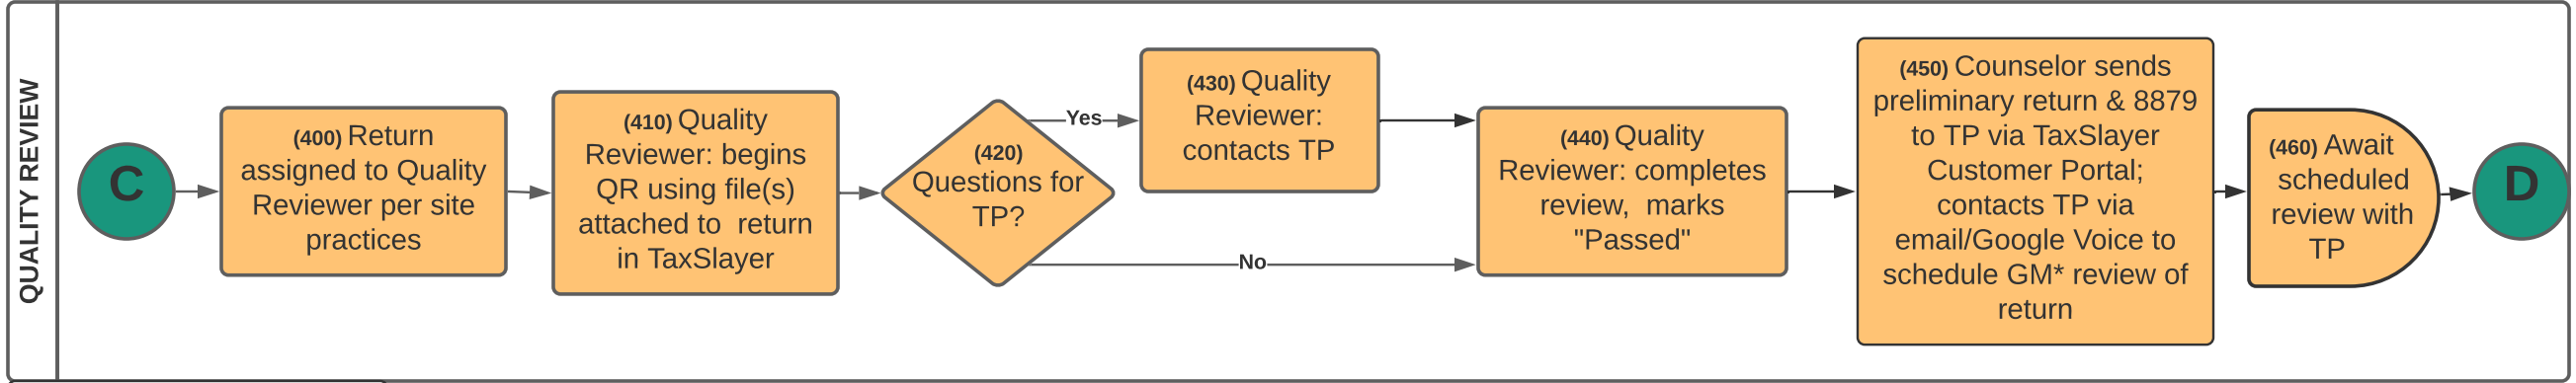 QUALITY REVIEW
C
(400) Return
assigned to Quality
Reviewer per site
practices
(410) Quality
Reviewer: begins
QR using file(s)
attached to  return
in TaxSlayer
(420)
Questions for
TP?
Yes
No
(430) Quality
Reviewer:
contacts TP
(440) Quality
Reviewer: completes
review,  marks
"Passed"
(450) Counselor sends
preliminary return & 8879
to TP via TaxSlayer
Customer Portal;
contacts TP via
email/Google Voice to
schedule GM* review of
return
(460) Await
scheduled
review with
TP
D